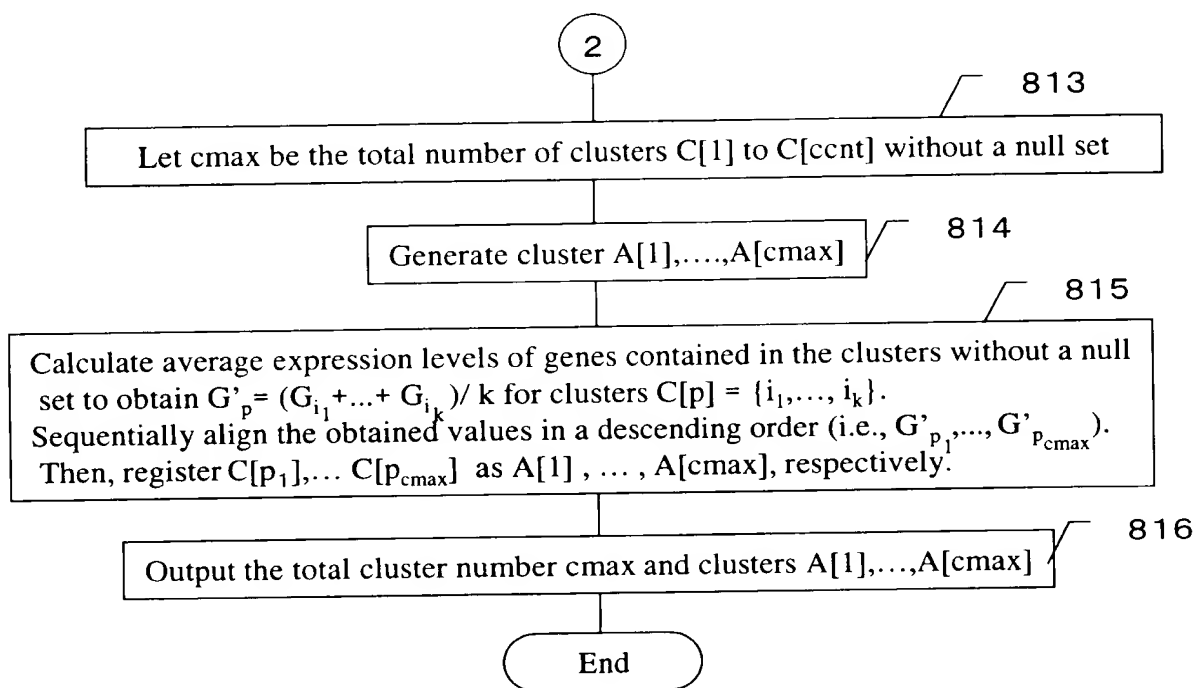 2
813
Let cmax be the total number of clusters C[1] to C[ccnt] without a null set
814
Generate cluster A[1],....,A[cmax]
815
Calculate average expression levels of genes contained in the clusters without a null
set to obtain G'p= (Gi1+...+ Gik)/ k for clusters C[p] = {i1,..., ik}.
Sequentially align the obtained values in a descending order (i.e., G'p1,..., G'pcmax).
Then, register C[p1],... C[pcmax] as A[1] , ... , A[cmax], respectively.
816
Output the total cluster number cmax and clusters A[1],...,A[cmax]
End